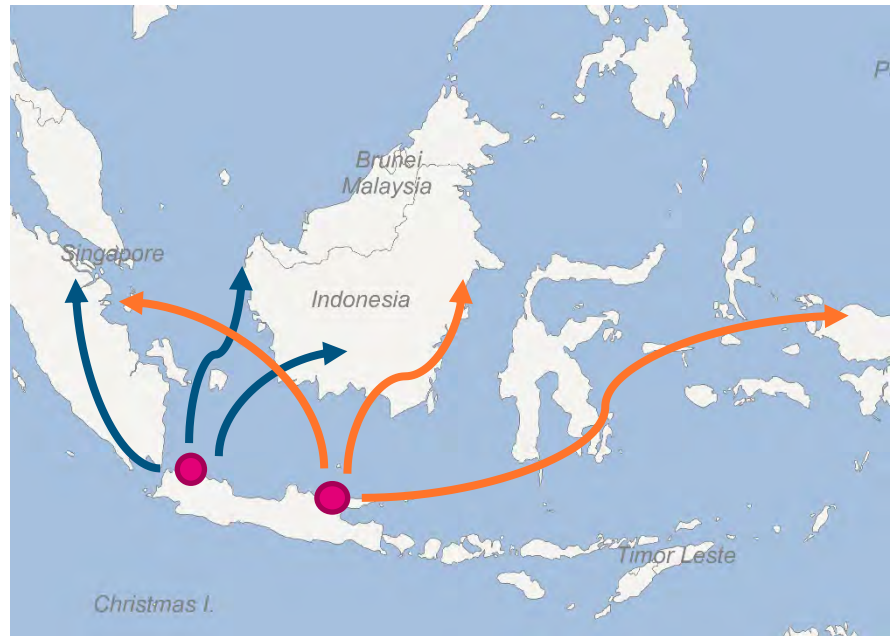 P
Brunei
Malaysia
Singapore
Indonesia
Timor Leste
Christmas I.